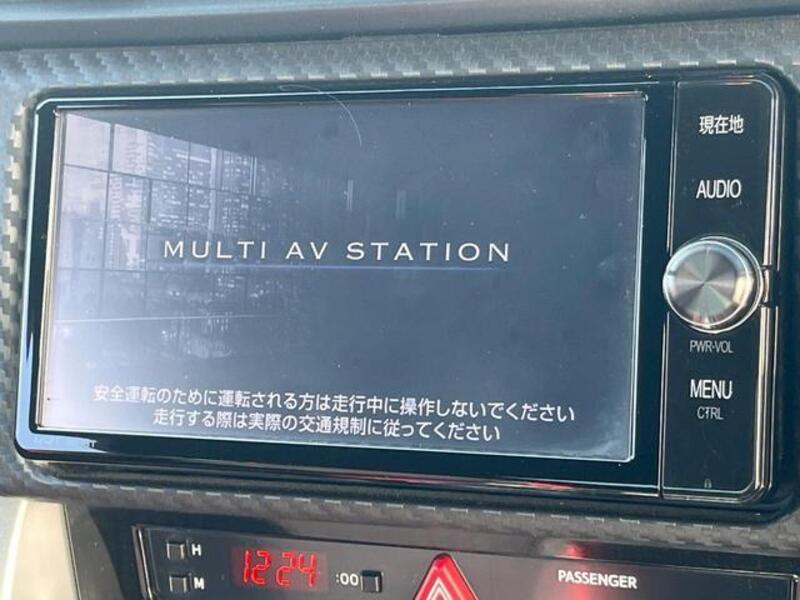 現在地
AUDIO
MULTI AV STATION
PWR·VOL
MENU
CTRL
安全運転のために運転される方は走行中に操作しないでください
走行する際は実際の交通規制に従ってください
H
12:24
:00
M
PASSENGER